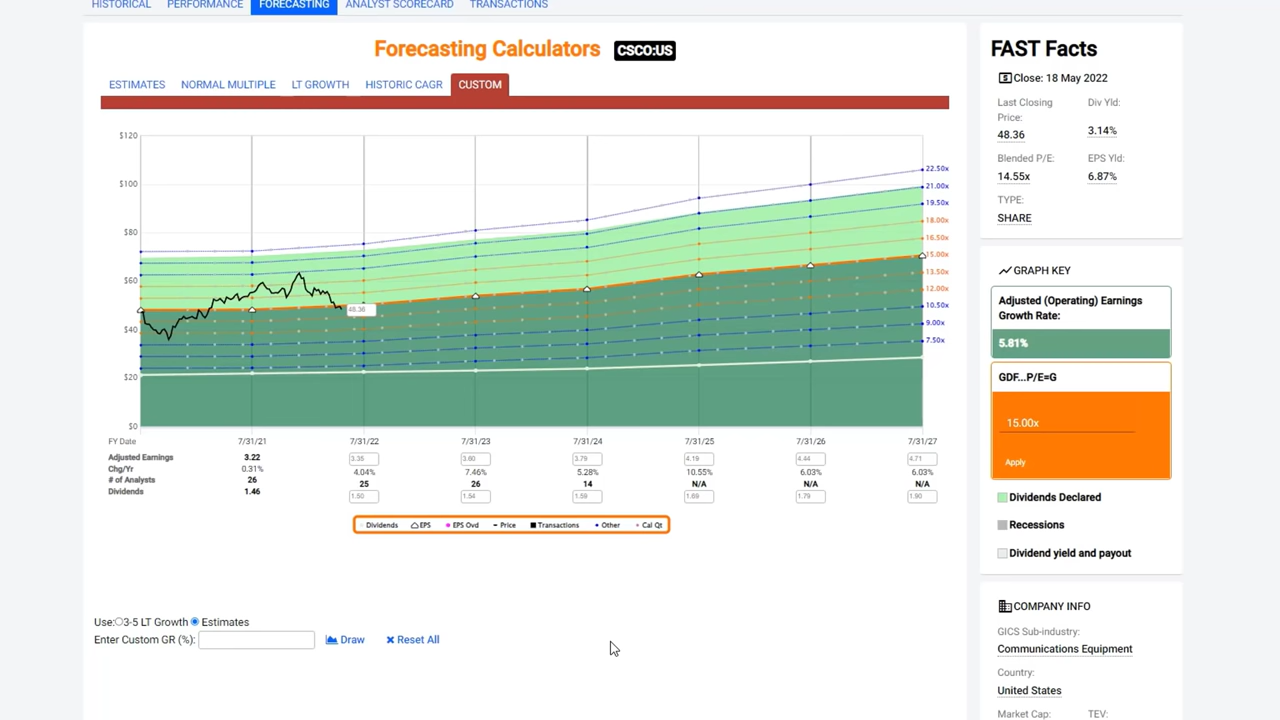 HISTORICAL PERFORMANCE FORECASTING ANALYST SCORECARD TRANSACTIONS
Forecasting Calculators CSCO:US
ESTIMATES NORMAL MULTIPLE LT GROWTH HISTORIC CAGR CUSTOM
$120
$100
$80
$60
$40
$20
$0
22.50x
21.00x
19.50x
18.00x
16.50x
15.00x
13.50x
12.00x
10.50x
9.00x
7.50x
48.36
FY Date 7/31/21 7/31/22 7/31/23 7/31/24 7/31/25 7/31/26 7/31/27
Adjusted Earnings 3.22 3.35 3.60 3.79 4.19 4.44 4.71
Chg/Yr 0.31% 4.04% 7.46% 5.28% 10.55% 6.03% 6.03%
# of Analysts 26 25 26 14 N/A N/A N/A
Dividends 1.46 1.50 1.54 1.59 1.69 1.79 1.90
Dividends EPS EPS Ovd Price Transactions Other Cal Qt
Use: 3-5 LT Growth Estimates
Enter Custom GR (%): Draw Reset All
FAST Facts
Close: 18 May 2022
Last Closing Price: 48.36
Div Yld: 3.14%
Blended P/E: 14.55x
EPS Yld: 6.87%
TYPE:
SHARE
GRAPH KEY
Adjusted (Operating) Earnings
Growth Rate:
5.81%
GDF...P/E=G
15.00x
Apply
Dividends Declared
Recessions
Dividend yield and payout
COMPANY INFO
GICS Sub-industry:
Communications Equipment
Country:
United States
Market Cap: TEV: